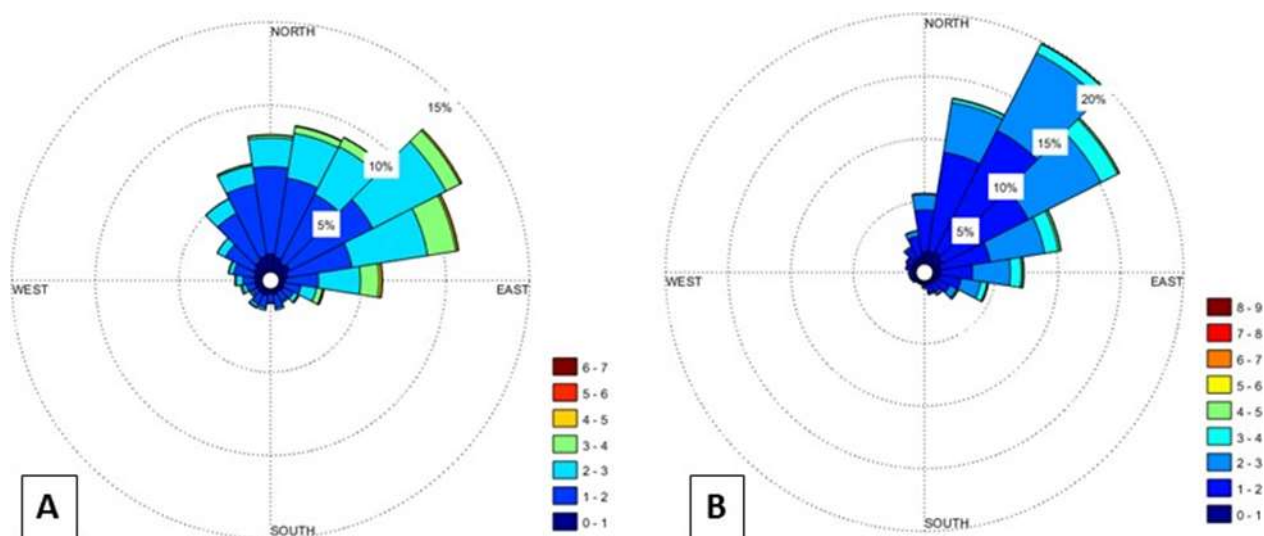 NORTH
15%
10%
5%
WEST
EAST
SOUTH
6 - 7
5 - 6
4 - 5
3 - 4
2 - 3
1 - 2
0 - 1
A
NORTH
20%
15%
10%
5%
WEST
EAST
SOUTH
8 - 9
7 - 8
6 - 7
5 - 6
4 - 5
3 - 4
2 - 3
1 - 2
0 - 1
B